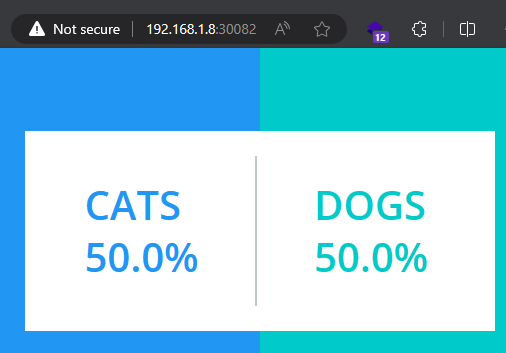 Not secure 192.168.1.8:30082 A
12
CATS DOGS
50.0% 50.0%